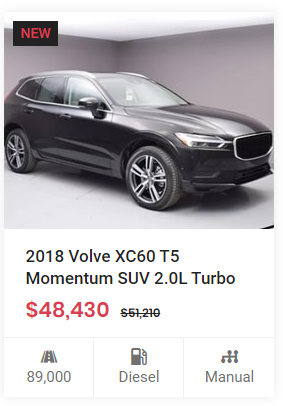 NEW
2018 Volve XC60 T5
Momentum SUV 2.0L Turbo
$48,430 $51,210
89,000 Diesel Manual